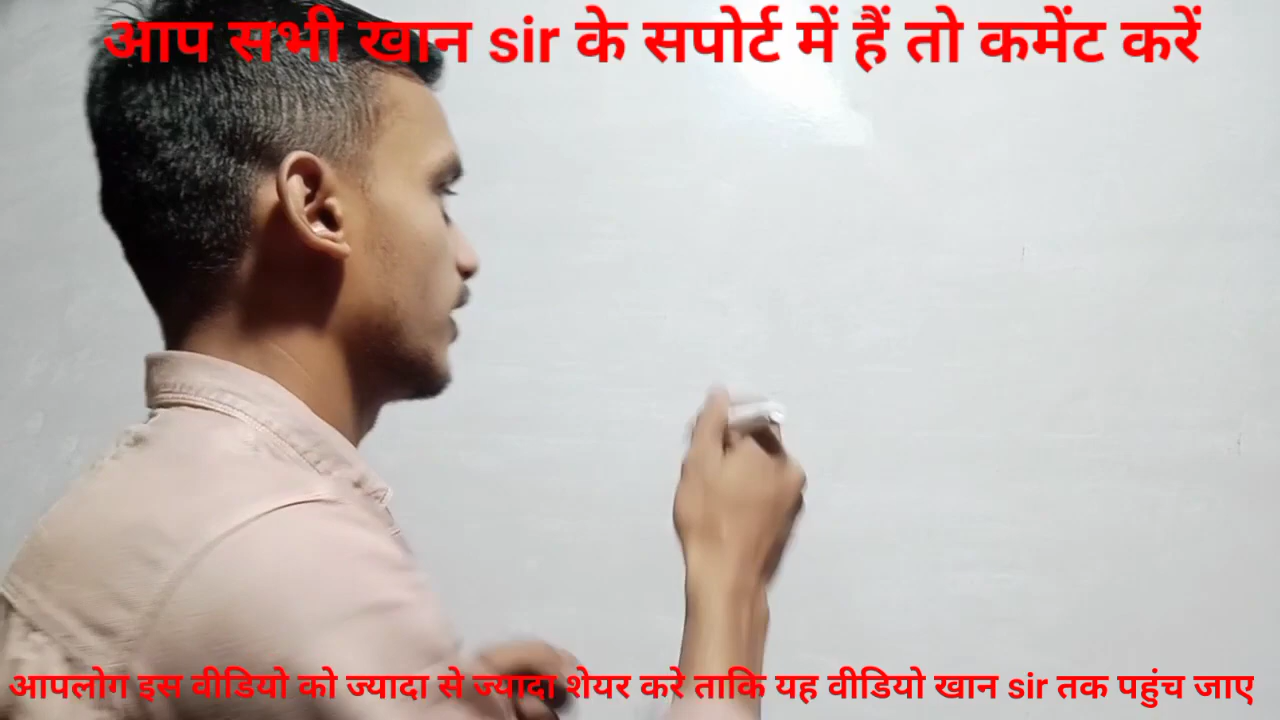 आप सभी खान sir के सपोर्ट में हैं तो कमेंट करें
आपलोग इस वीडियो को ज्यादा से ज्यादा शेयर करे ताकि यह वीडियो खान sir तक पहुंच जाए